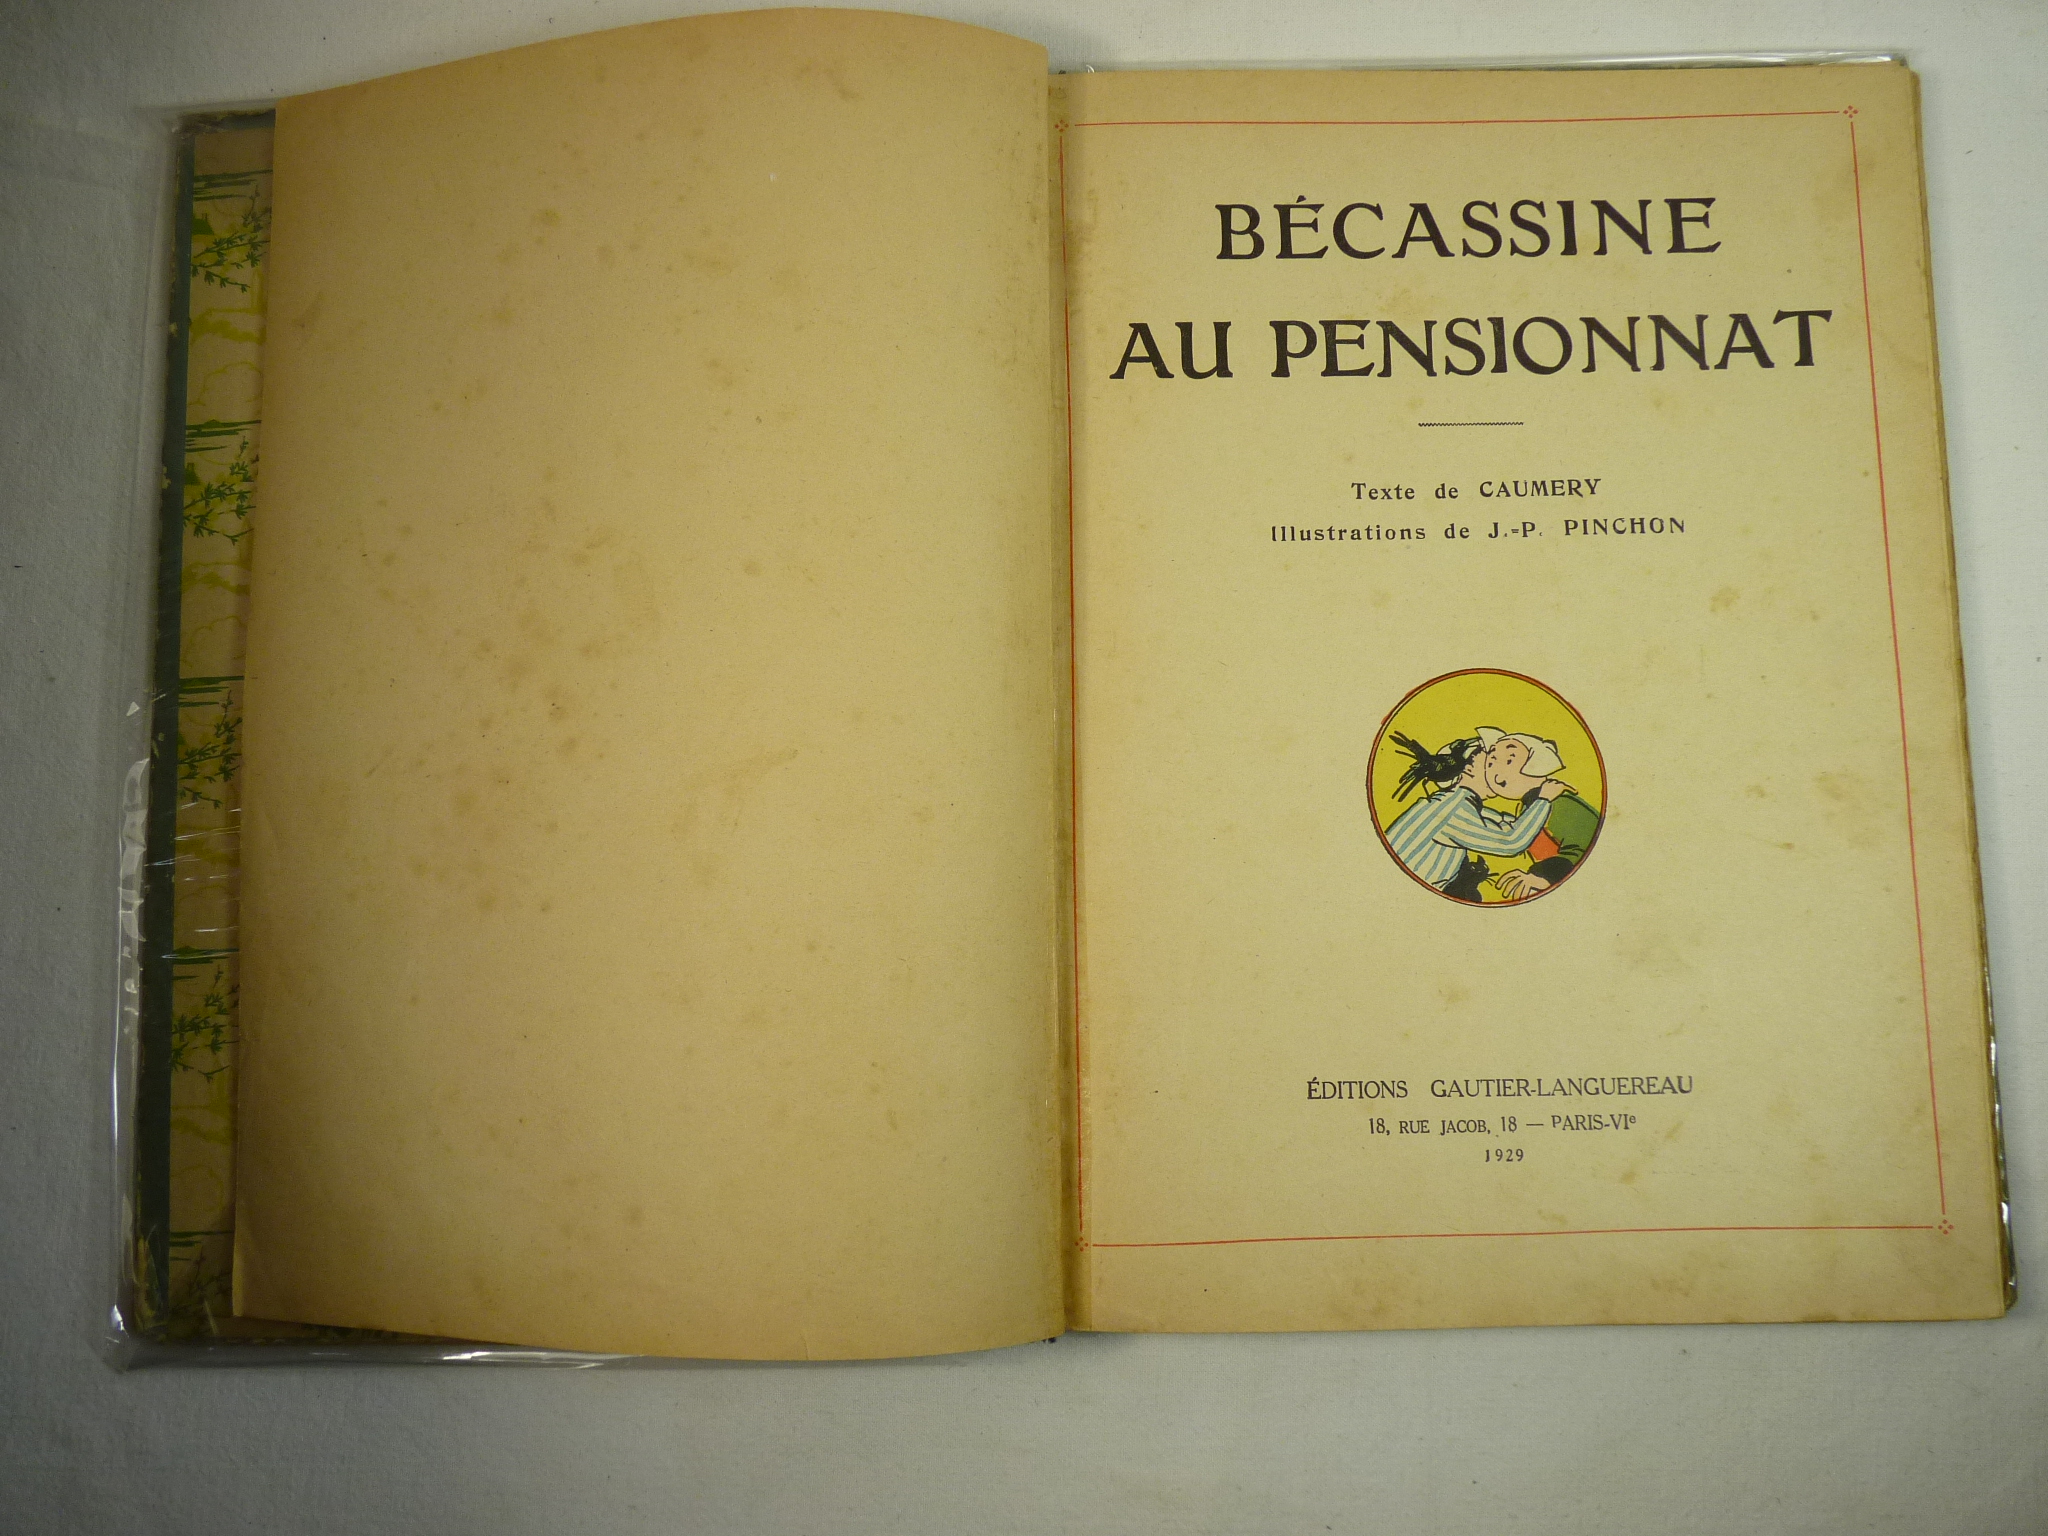 BÉCASSINE
AU PENSIONNAT
Texte de CAUMERY
Illustrations de J.=P. PINCHON
ÉDITIONS GAUTIER-LANGUEREAU
18, RUE JACOB, 18 — PARIS-VIe
1929